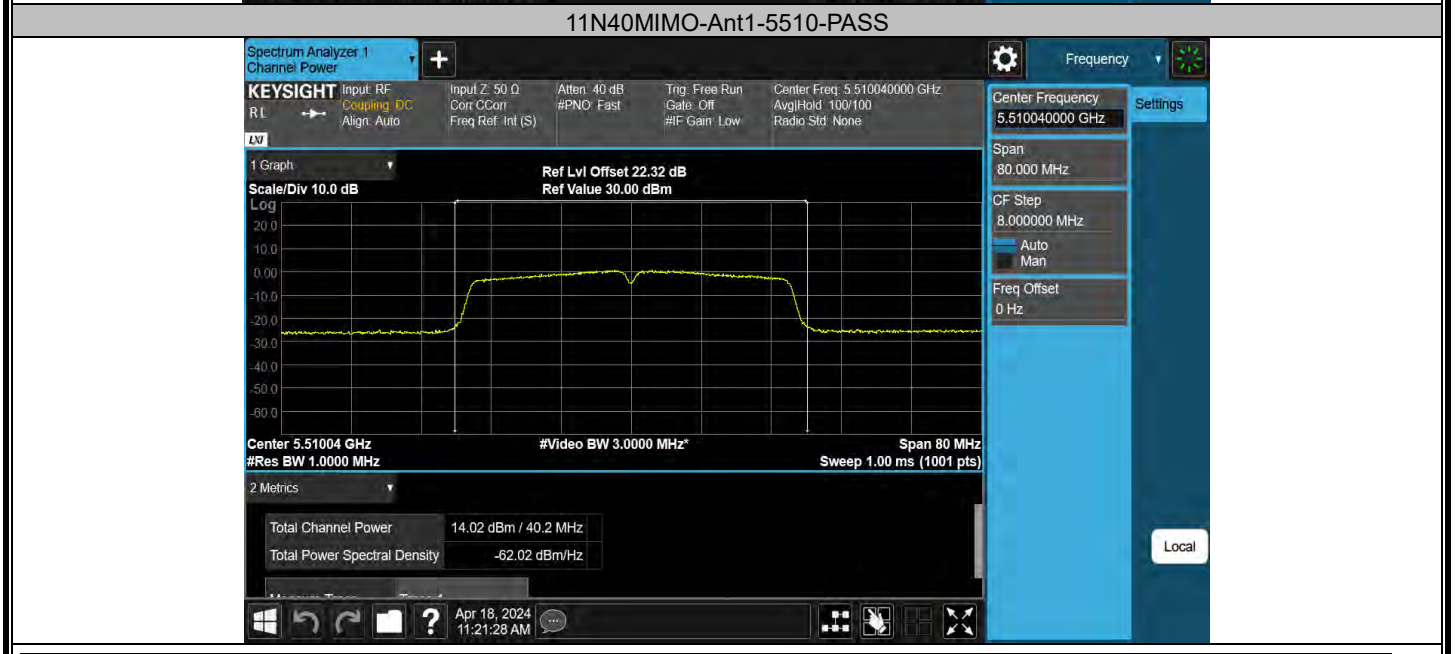 11N40MIMO-Ant1-5510-PASS
Spectrum Analyzer 1
Channel Power
+
Frequency
KEYSIGHT
RL
LXI
Input: RF
Coupling: DC
Align: Auto
Input Z: 50 Ω
Corr CCorr
Freq Ref: Int (S)
Atten: 40 dB
#PNO: Fast
Trig: Free Run
Gate: Off
#IF Gain: Low
Center Freq: 5.510040000 GHz
Avg|Hold: 100/100
Radio Std: None
Center Frequency
5.510040000 GHz
Settings
Span
80.000 MHz
CF Step
8.000000 MHz
Auto
Man
Freq Offset
0 Hz
1 Graph
Scale/Div 10.0 dB
Ref Lvl Offset 22.32 dB
Ref Value 30.00 dBm
Log
20.0
10.0
0.00
-10.0
-20.0
-30.0
-40.0
-50.0
-60.0
Center 5.51004 GHz
#Video BW 3.0000 MHz*
Span 80 MHz
#Res BW 1.0000 MHz
Sweep 1.00 ms (1001 pts)
2 Metrics
Total Channel Power 14.02 dBm / 40.2 MHz
Total Power Spectral Density -62.02 dBm/Hz
Local
?
Apr 18, 2024
11:21:28 AM